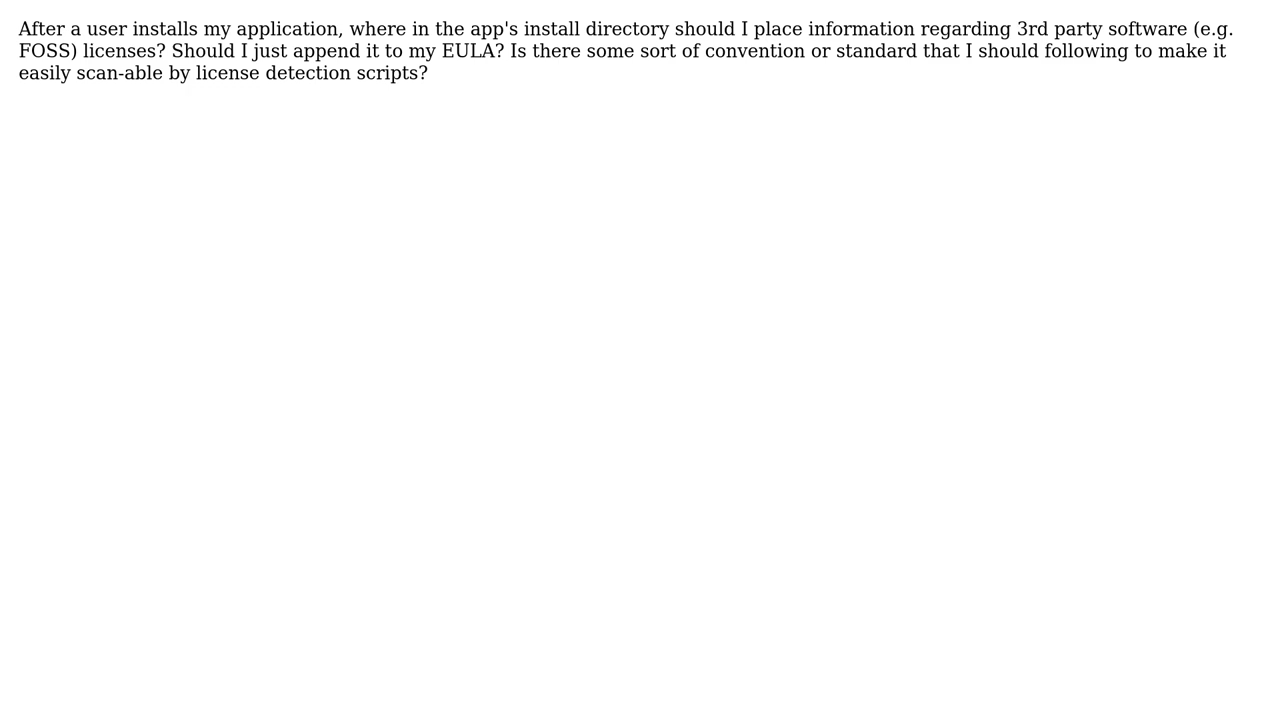 After a user installs my application, where in the app's install directory should I place information regarding 3rd party software (e.g.
FOSS) licenses? Should I just append it to my EULA? Is there some sort of convention or standard that I should following to make it
easily scan-able by license detection scripts?